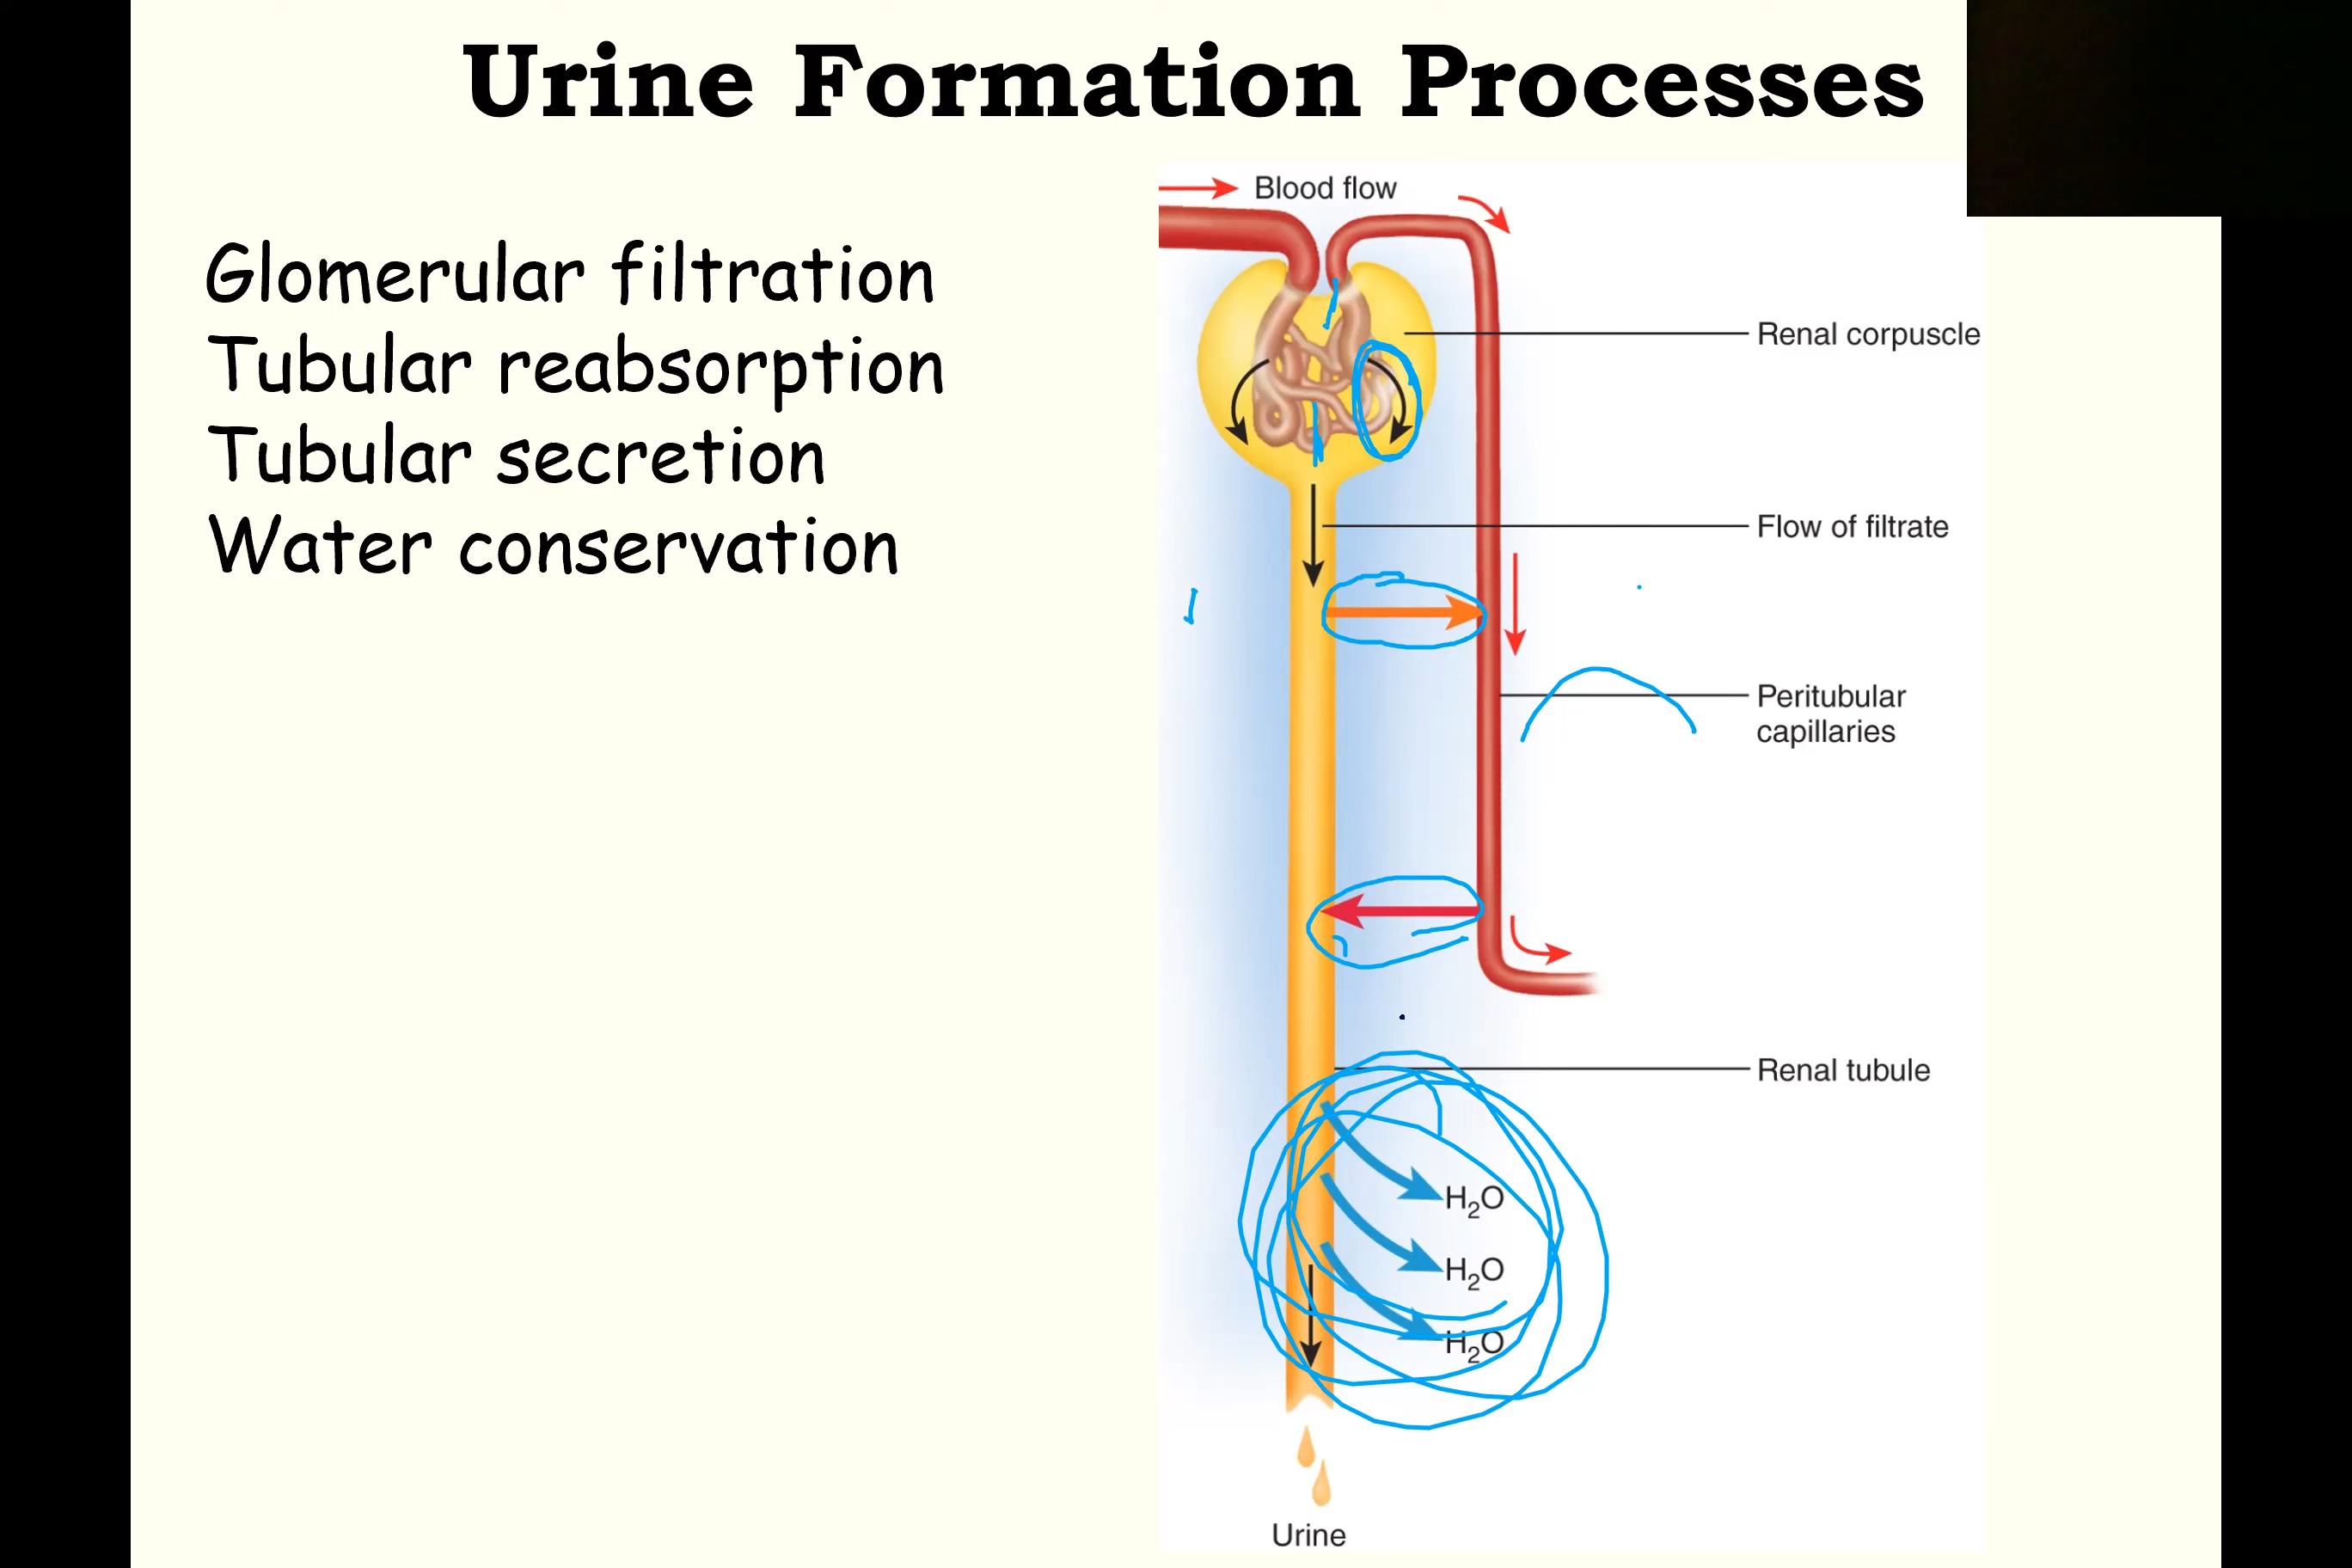 Urine Formation Processes
Glomerular filtration
Tubular reabsorption
Tubular secretion
Water conservation
Blood flow
Renal corpuscle
Flow of filtrate
Peritubular
capillaries
Renal tubule
H₂O
H₂O
H₂O
Urine